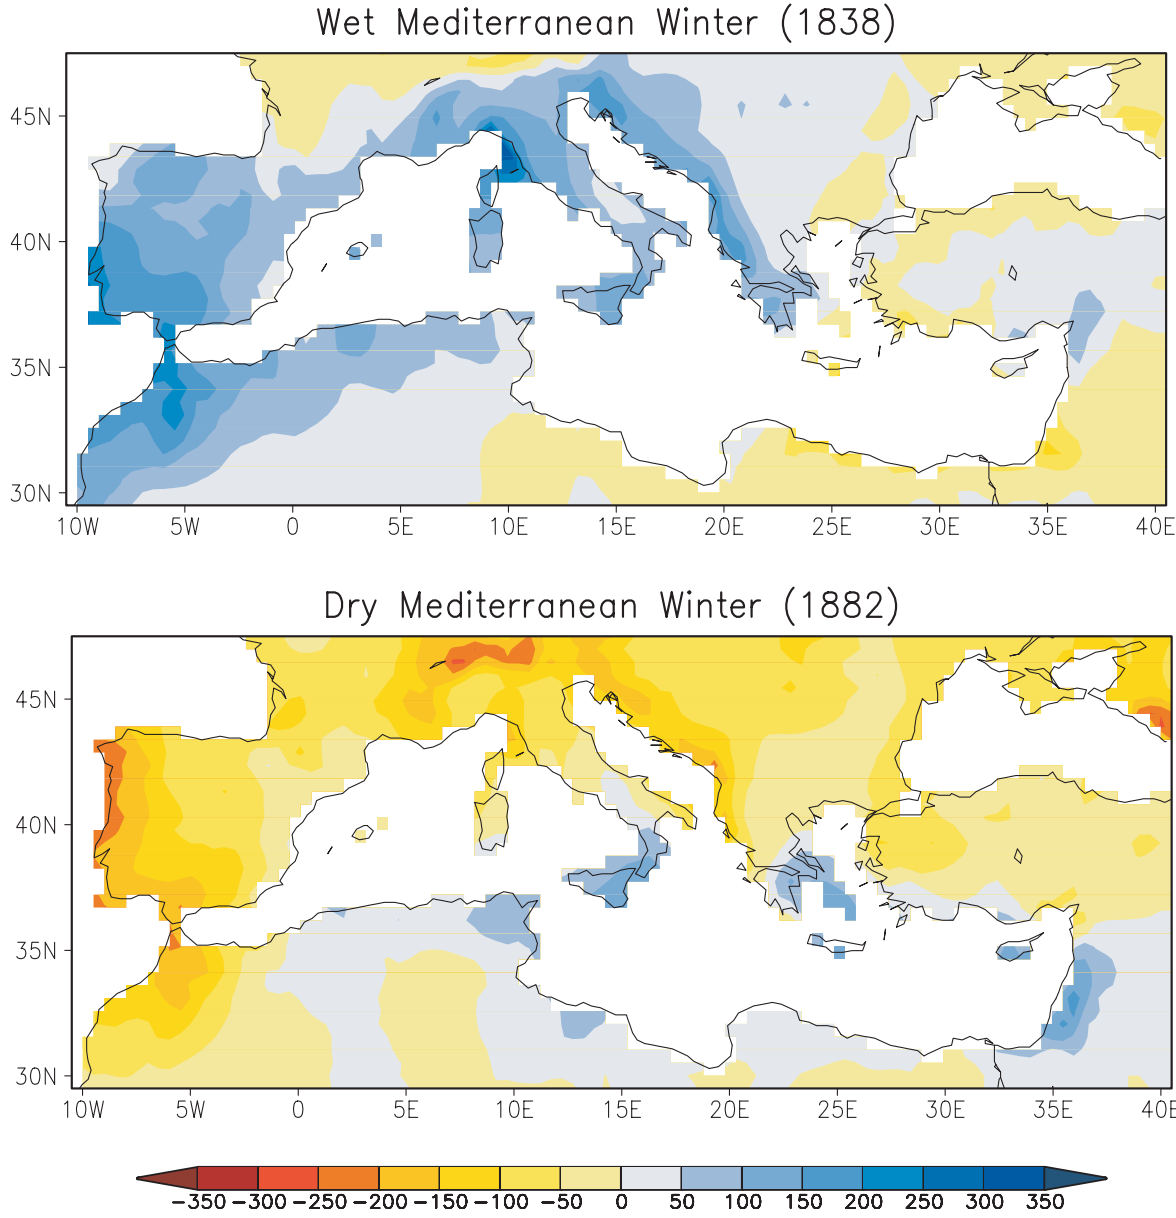 Wet Mediterranean Winter (1838)
45N
40N
35N
30N
10W 5W 0 5E 10E 15E 20E 25E 30E 35E 40E
Dry Mediterranean Winter (1882)
45N
40N
35N
30N
10W 5W 0 5E 10E 15E 20E 25E 30E 35E 40E
-350 -300 -250 -200 -150 -100 -50 0 50 100 150 200 250 300 350